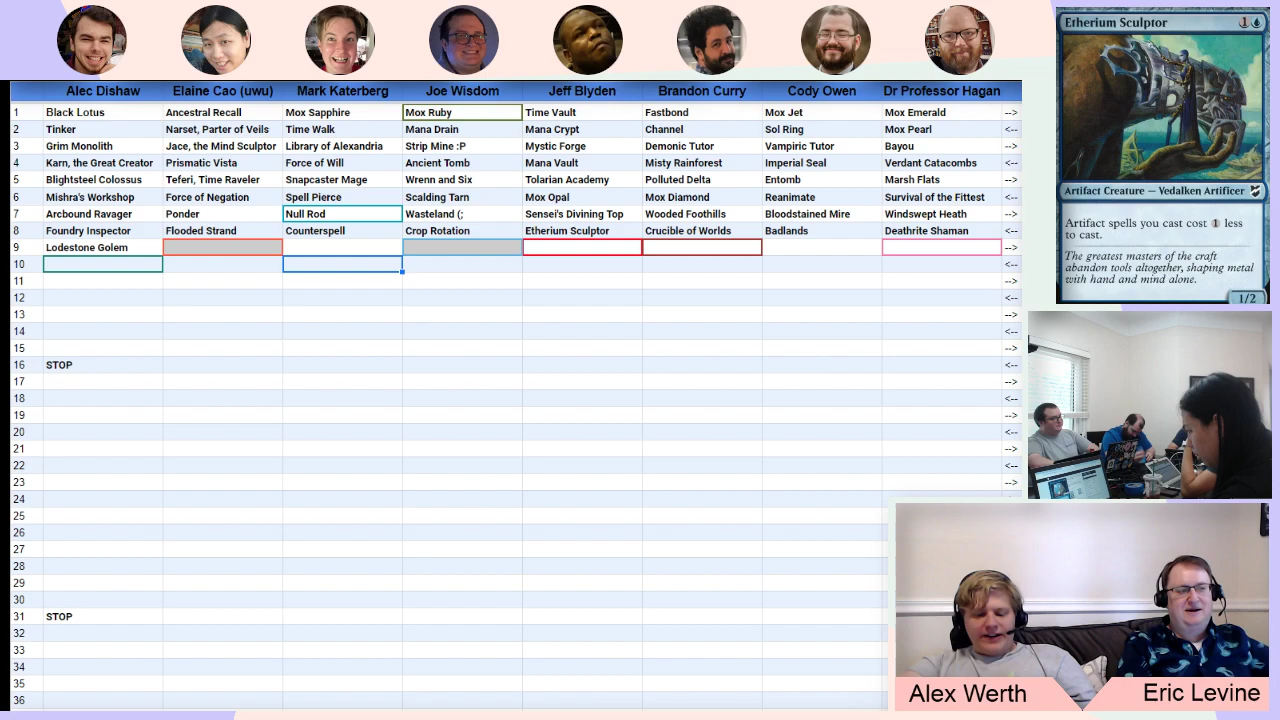 Alec Dishaw Elaine Cao (uwu) Mark Katerberg Joe Wisdom Jeff Blyden Brandon Curry Cody Owen Dr Professor Hagan
1 Black Lotus Ancestral Recall Mox Sapphire Mox Ruby Time Vault Fastbond Mox Jet Mox Emerald -->
2 Tinker Narset, Parter of Veils Time Walk Mana Drain Mana Crypt Channel Sol Ring Mox Pearl <--
3 Grim Monolith Jace, the Mind Sculptor Library of Alexandria Strip Mine :P Mystic Forge Demonic Tutor Vampiric Tutor Bayou -->
4 Karn, the Great Creator Prismatic Vista Force of Will Ancient Tomb Mana Vault Misty Rainforest Imperial Seal Verdant Catacombs <--
5 Blightsteel Colossus Teferi, Time Raveler Snapcaster Mage Wrenn and Six Tolarian Academy Polluted Delta Entomb Marsh Flats -->
6 Mishra's Workshop Force of Negation Spell Pierce Scalding Tarn Mox Opal Mox Diamond Reanimate Survival of the Fittest <--
7 Arcbound Ravager Ponder Null Rod Wasteland (; Sensei's Divining Top Wooded Foothills Bloodstained Mire Windswept Heath -->
8 Foundry Inspector Flooded Strand Counterspell Crop Rotation Etherium Sculptor Crucible of Worlds Badlands Deathrite Shaman <--
9 Lodestone Golem -->
10 <--
11 -->
12 <--
13 -->
14 <--
15 -->
16 STOP <--
17 -->
18 <--
19 -->
20 <--
21 -->
22 <--
23 -->
24
25
26
27
28
29
30
31 STOP
32
33
34
35
36
Etherium Sculptor 1
Artifact Creature — Vedalken Artificer
Artifact spells you cast cost 1 less
to cast.
The greatest masters of the craft
abandon tools altogether, shaping metal
with hand and mind alone.
1/2
Alex Werth
Eric Levine